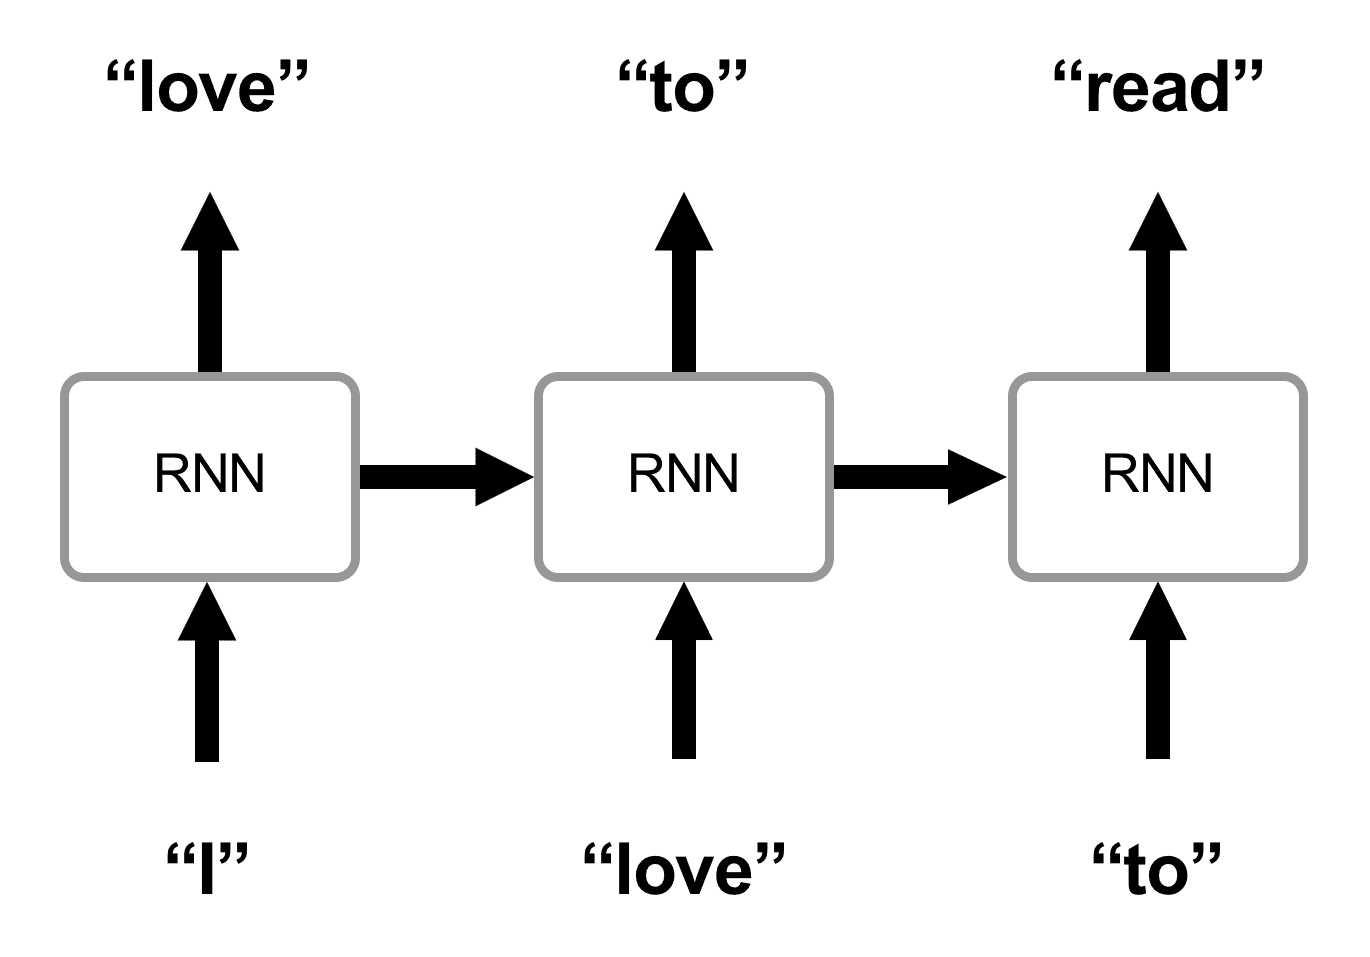 “love” “to” “read”
RNN RNN RNN
“I” “love” “to”